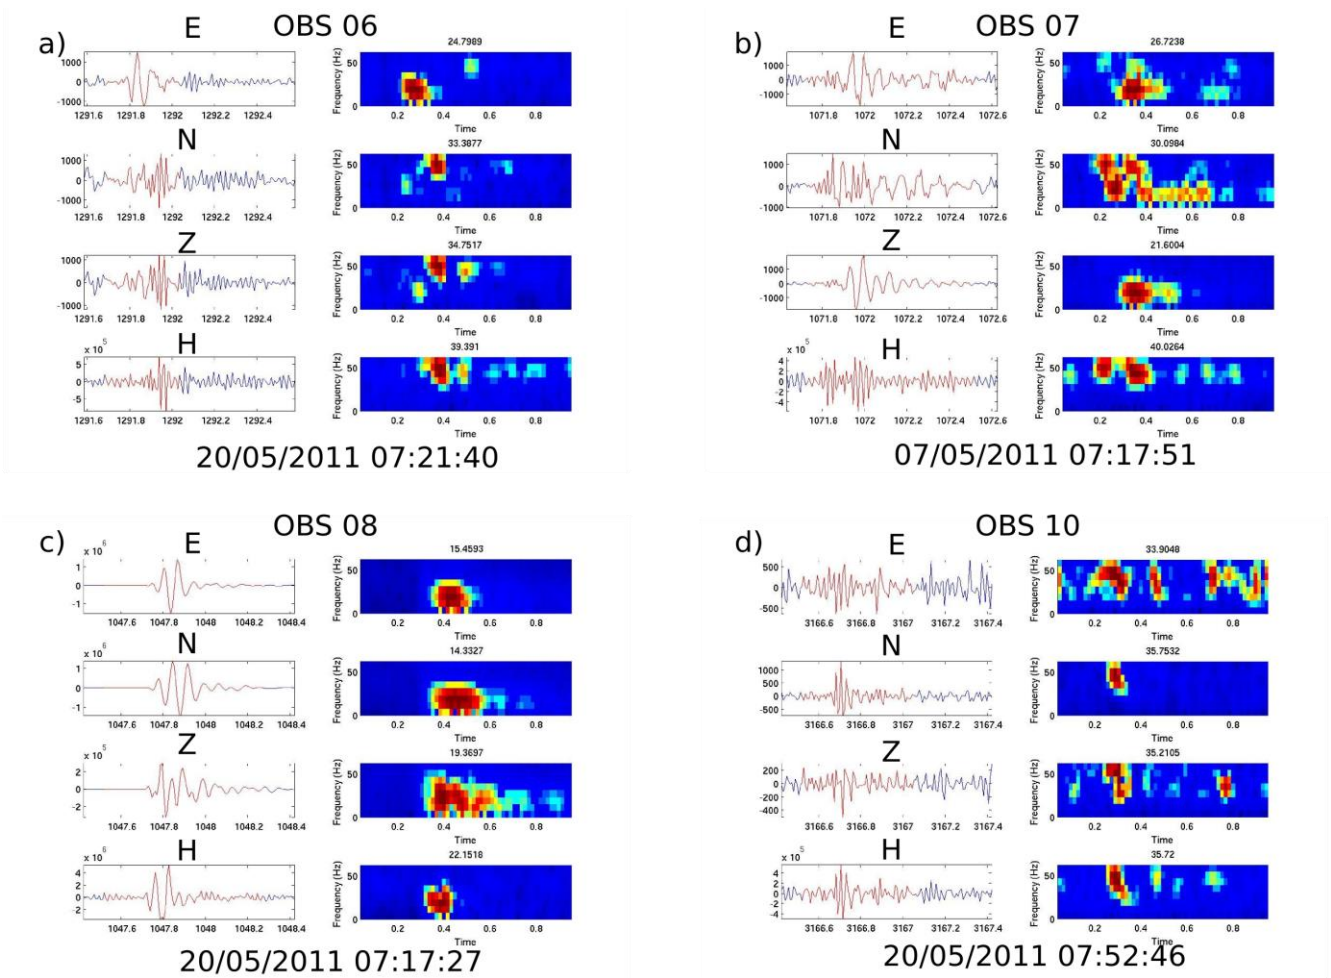 a) E OBS 06
24.7989
1000
0
-1000
1291.6 1291.8 1292 1292.2 1292.4
Frequency (Hz)
50
0
0.2 0.4 0.6 0.8
Time
N
33.3877
1000
0
-1000
1291.6 1291.8 1292 1292.2 1292.4
Frequency (Hz)
50
0
0.2 0.4 0.6 0.8
Time
Z
34.7517
1000
0
-1000
1291.6 1291.8 1292 1292.2 1292.4
Frequency (Hz)
50
0
0.2 0.4 0.6 0.8
Time
H
39.391
x 10^5
5
0
-5
1291.6 1291.8 1292 1292.2 1292.4
Frequency (Hz)
50
0
0.2 0.4 0.6 0.8
Time
20/05/2011 07:21:40
b) E OBS 07
26.7238
1000
0
-1000
1071.8 1072 1072.2 1072.4 1072.6
Frequency (Hz)
50
0
0.2 0.4 0.6 0.8
Time
N
30.0984
1000
0
-1000
1071.8 1072 1072.2 1072.4 1072.6
Frequency (Hz)
50
0
0.2 0.4 0.6 0.8
Time
Z
21.6004
1000
0
-1000
1071.8 1072 1072.2 1072.4 1072.6
Frequency (Hz)
50
0
0.2 0.4 0.6 0.8
Time
H
40.0264
x 10^5
4
2
0
-2
-4
1071.8 1072 1072.2 1072.4 1072.6
Frequency (Hz)
50
0
0.2 0.4 0.6 0.8
Time
07/05/2011 07:17:51
c) E OBS 08
15.4593
x 10^6
1
0
-1
1047.6 1047.8 1048 1048.2 1048.4
Frequency (Hz)
50
0
0.2 0.4 0.6 0.8
Time
N
14.3327
x 10^6
1
0
-1
1047.6 1047.8 1048 1048.2 1048.4
Frequency (Hz)
50
0
0.2 0.4 0.6 0.8
Time
Z
19.3697
x 10^5
2
0
-2
1047.6 1047.8 1048 1048.2 1048.4
Frequency (Hz)
50
0
0.2 0.4 0.6 0.8
Time
H
22.1518
x 10^6
4
2
0
-2
1047.6 1047.8 1048 1048.2 1048.4
Frequency (Hz)
50
0
0.2 0.4 0.6 0.8
Time
20/05/2011 07:17:27
d) E OBS 10
33.9048
500
0
-500
3166.6 3166.8 3167 3167.2 3167.4
Frequency (Hz)
50
0
0.2 0.4 0.6 0.8
Time
N
35.7532
1000
500
0
-500
3166.6 3166.8 3167 3167.2 3167.4
Frequency (Hz)
50
0
0.2 0.4 0.6 0.8
Time
Z
35.2105
200
0
-200
-400
3166.6 3166.8 3167 3167.2 3167.4
Frequency (Hz)
50
0
0.2 0.4 0.6 0.8
Time
H
35.72
x 10^5
4
2
0
-2
-4
3166.6 3166.8 3167 3167.2 3167.4
Frequency (Hz)
50
0
0.2 0.4 0.6 0.8
Time
20/05/2011 07:52:46